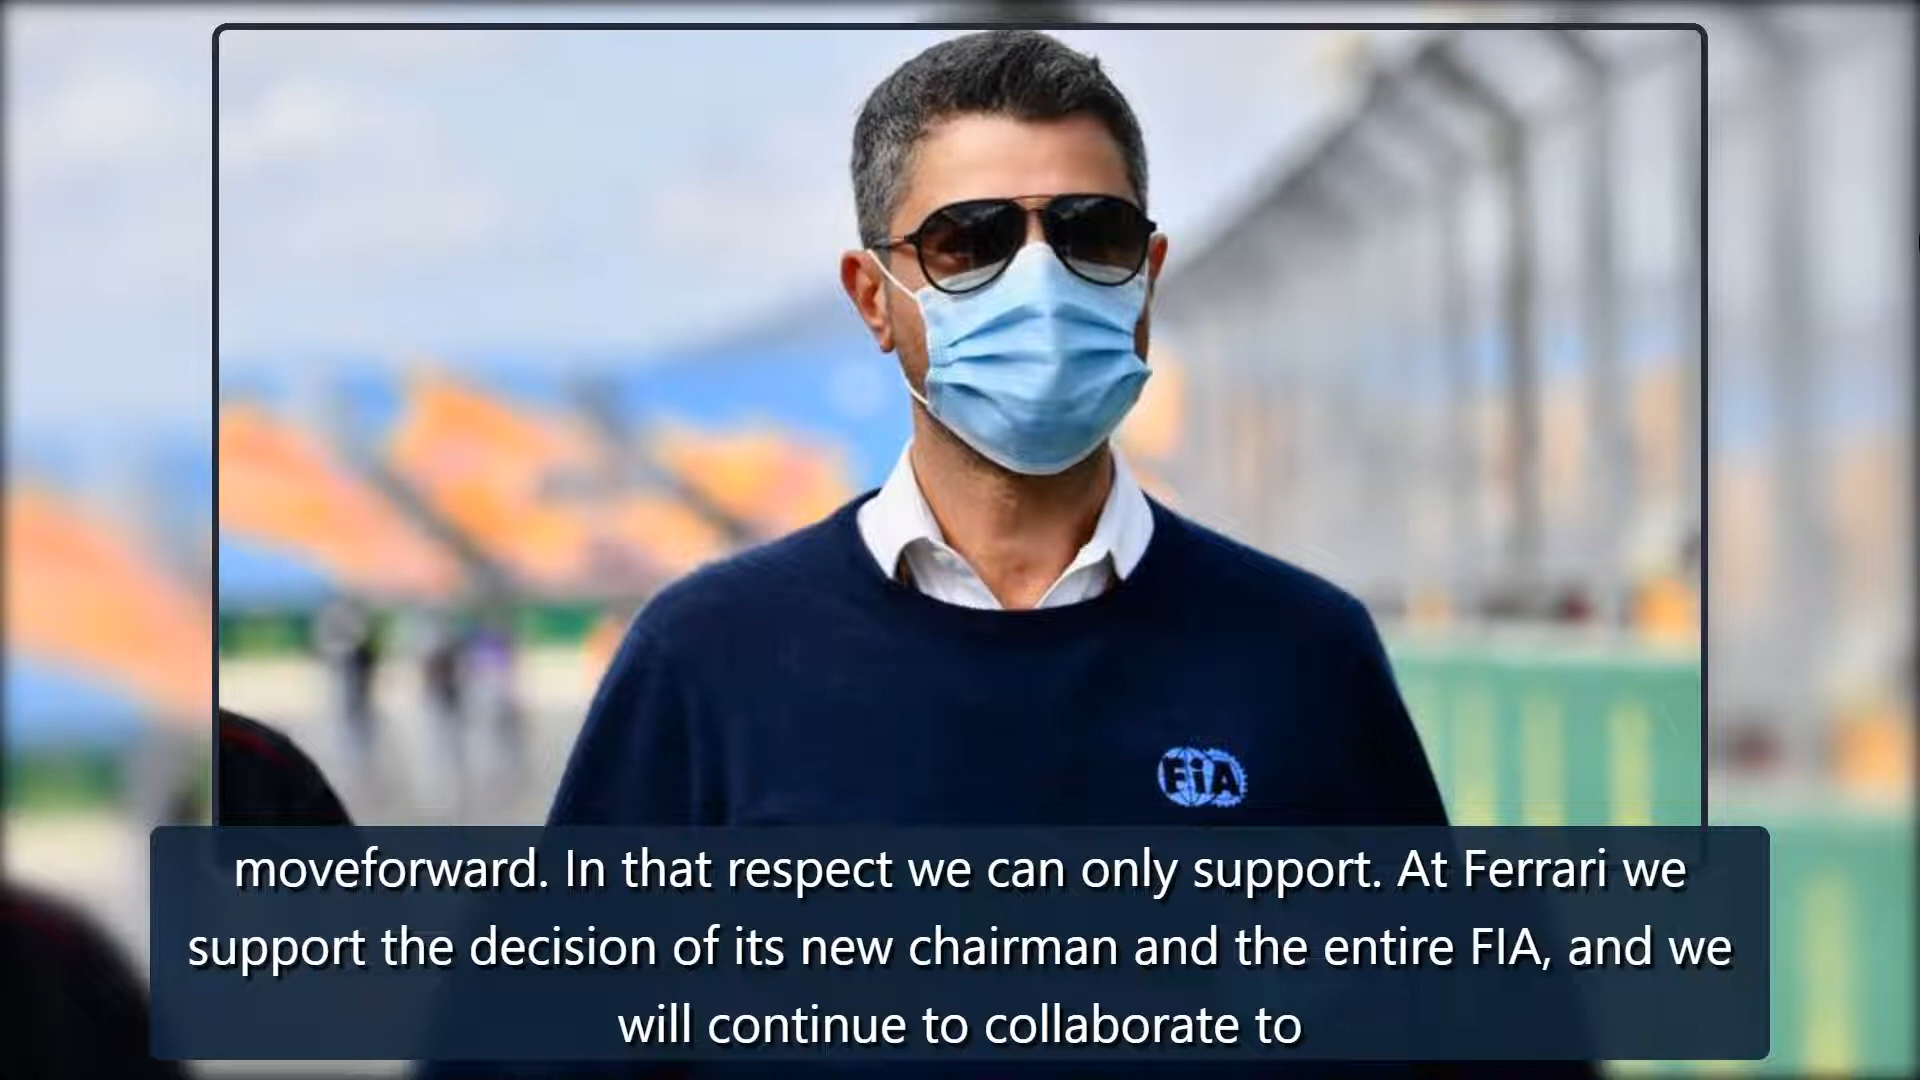 FiA
moveforward. In that respect we can only support. At Ferrari we
support the decision of its new chairman and the entire FIA, and we
will continue to collaborate to